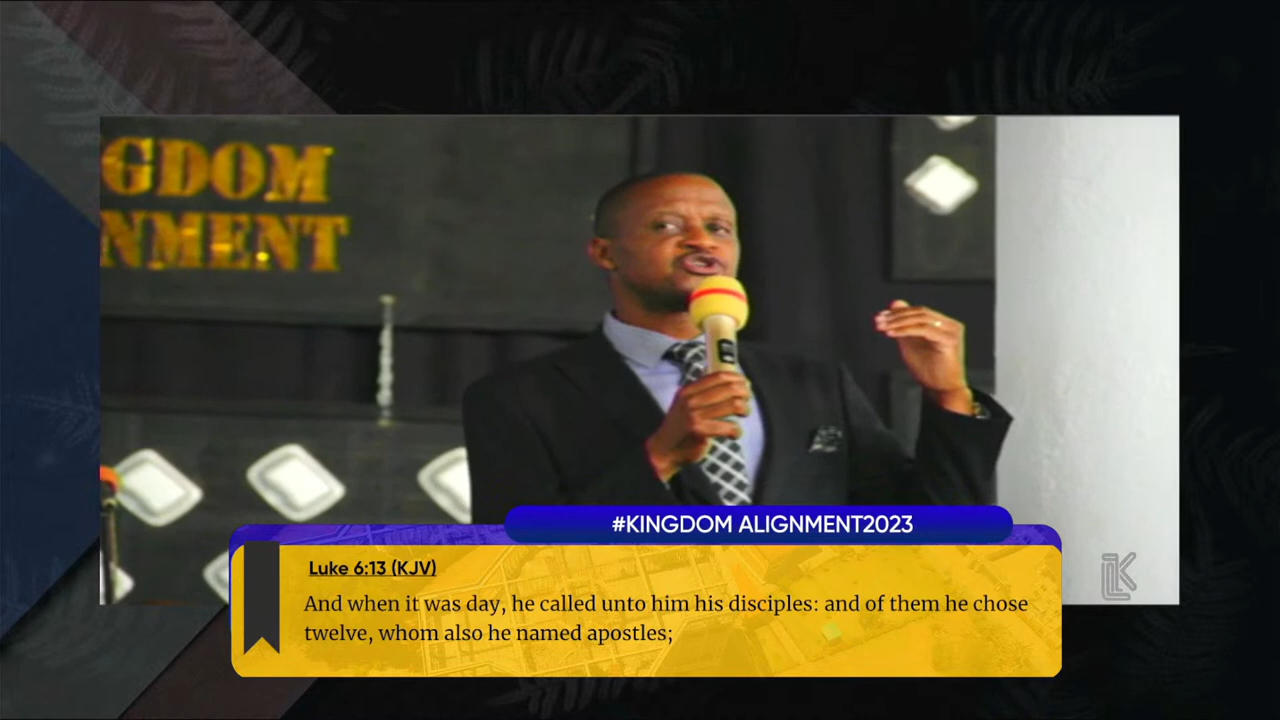 GDOM
NMENT
#KINGDOM ALIGNMENT2023
Luke 6:13 (KJV)
And when it was day, he called unto him his disciples: and of them he chose
twelve, whom also he named apostles;